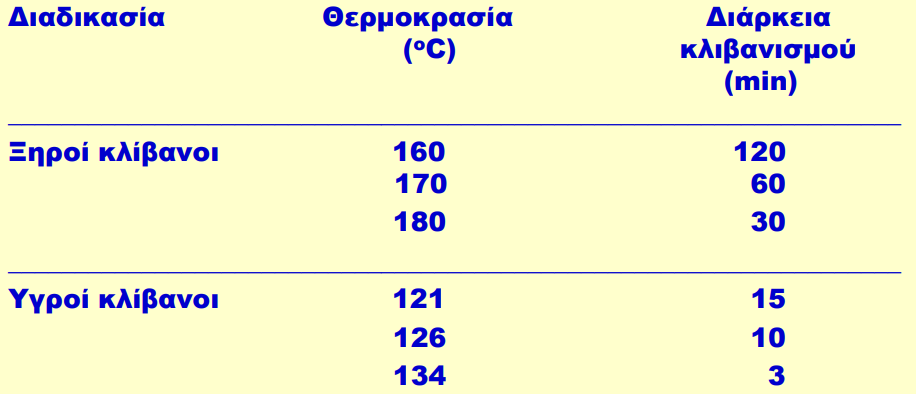 Διαδικασία Θερμοκρασία Διάρκεια
(οC) κλιβανισμού
(min)
Ξηροί κλίβανοι 160 120
170 60
180 30
Υγροί κλίβανοι 121 15
126 10
134 3